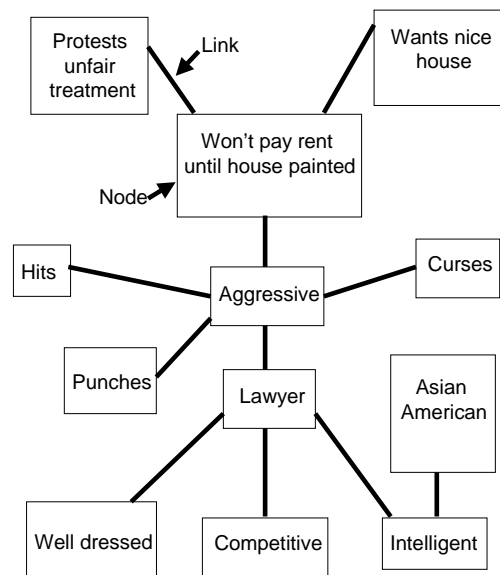 Protests
unfair
treatment
Link
Wants nice
house
Won't pay rent
until house painted
Node
Hits
Aggressive
Curses
Punches
Lawyer
Asian
American
Well dressed
Competitive
Intelligent